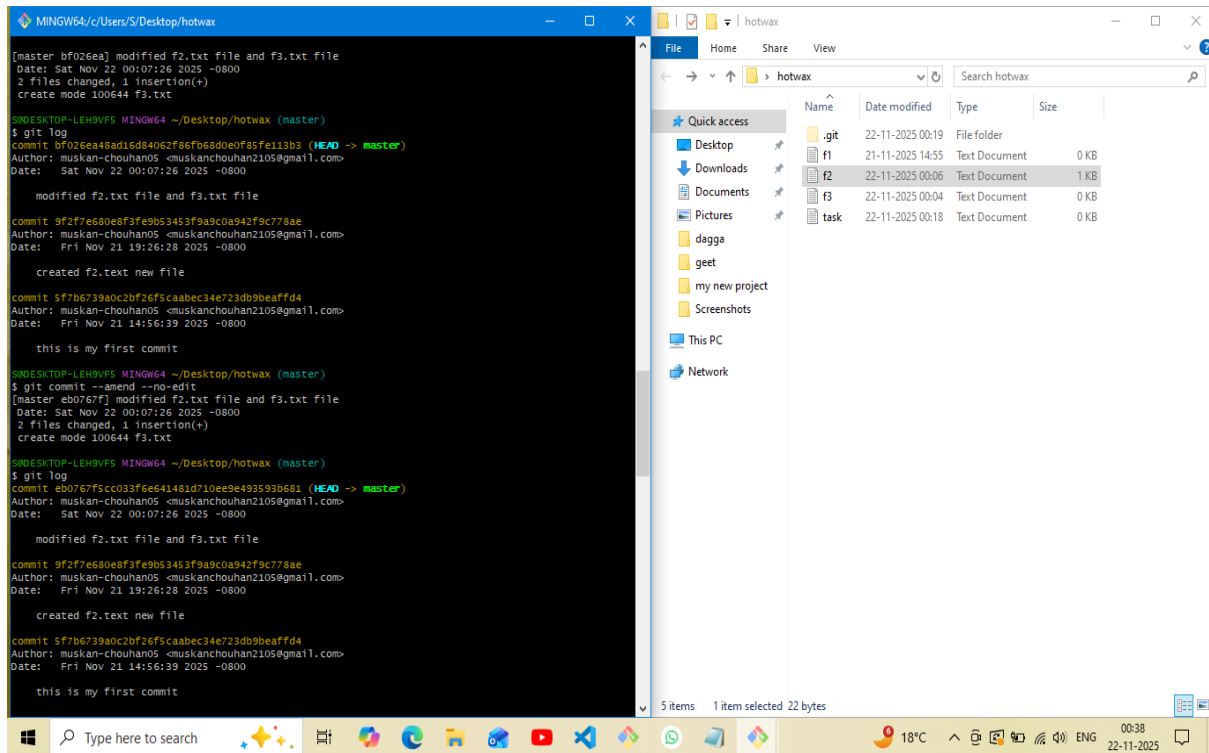 MINGW64:/c/Users/S/Desktop/hotwax
[master bf026ea] modified f2.txt file and f3.txt file
Date: Sat Nov 22 00:07:26 2025 -0800
2 files changed, 1 insertion(+)
create mode 100644 f3.txt
S@DESKTOP-LEH9VF5 MINGW64 ~/Desktop/hotwax (master)
$ git log
commit bf026ea48ad16d84062f86fb68d0e0f85fe113b3 (HEAD -> master)
Author: muskan-chouhan05 <muskanchouhan2105@gmail.com>
Date:   Sat Nov 22 00:07:26 2025 -0800
modified f2.txt file and f3.txt file
commit 9f2f7e680e8f3fe9b53453f9a9c0a942f9c778ae
Author: muskan-chouhan05 <muskanchouhan2105@gmail.com>
Date:   Fri Nov 21 19:26:28 2025 -0800
created f2.text new file
commit 5f7b6739a0c2bf26f5caabec34e723db9beaffd4
Author: muskan-chouhan05 <muskanchouhan2105@gmail.com>
Date:   Fri Nov 21 14:56:39 2025 -0800
this is my first commit
S@DESKTOP-LEH9VF5 MINGW64 ~/Desktop/hotwax (master)
$ git commit --amend --no-edit
[master eb0767f] modified f2.txt file and f3.txt file
Date: Sat Nov 22 00:07:26 2025 -0800
2 files changed, 1 insertion(+)
create mode 100644 f3.txt
S@DESKTOP-LEH9VF5 MINGW64 ~/Desktop/hotwax (master)
$ git log
commit eb0767f5cc033f6e641481d710ee9e493593b681 (HEAD -> master)
Author: muskan-chouhan05 <muskanchouhan2105@gmail.com>
Date:   Sat Nov 22 00:07:26 2025 -0800
modified f2.txt file and f3.txt file
commit 9f2f7e680e8f3fe9b53453f9a9c0a942f9c778ae
Author: muskan-chouhan05 <muskanchouhan2105@gmail.com>
Date:   Fri Nov 21 19:26:28 2025 -0800
created f2.text new file
commit 5f7b6739a0c2bf26f5caabec34e723db9beaffd4
Author: muskan-chouhan05 <muskanchouhan2105@gmail.com>
Date:   Fri Nov 21 14:56:39 2025 -0800
this is my first commit
hotwax
File Home Share View
hotwax
Search hotwax
Name Date modified Type Size
Quick access
Desktop
Downloads
Documents
Pictures
dagga
geet
my new project
Screenshots
This PC
Network
.git 22-11-2025 00:19 File folder
f1 21-11-2025 14:55 Text Document 0 KB
f2 22-11-2025 00:06 Text Document 1 KB
f3 22-11-2025 00:04 Text Document 0 KB
task 22-11-2025 00:18 Text Document 0 KB
5 items 1 item selected 22 bytes
Type here to search
6
18°C
ENG
00:38
22-11-2025